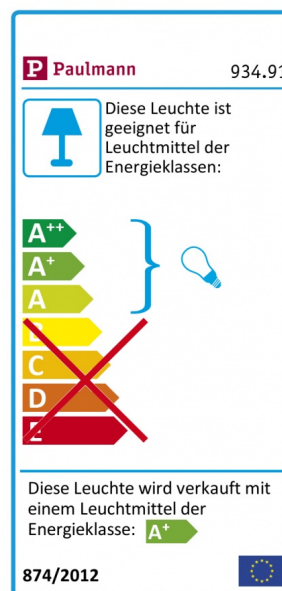 P Paulmann 934.91
Diese Leuchte ist
geeignet für
Leuchtmittel der
Energieklassen:
A++
A+
A
B
C
D
E
Diese Leuchte wird verkauft mit
einem Leuchtmittel der
Energieklasse: A+
874/2012